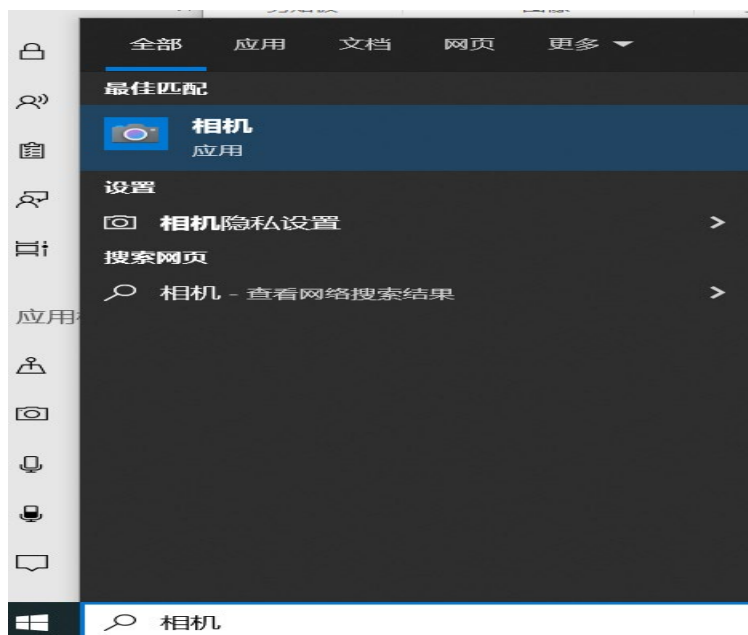 全部 应用 文档 网页 更多
最佳匹配
相机
应用
设置
相机隐私设置
搜索网页
相机 - 查看网络搜索结果
应用
相机